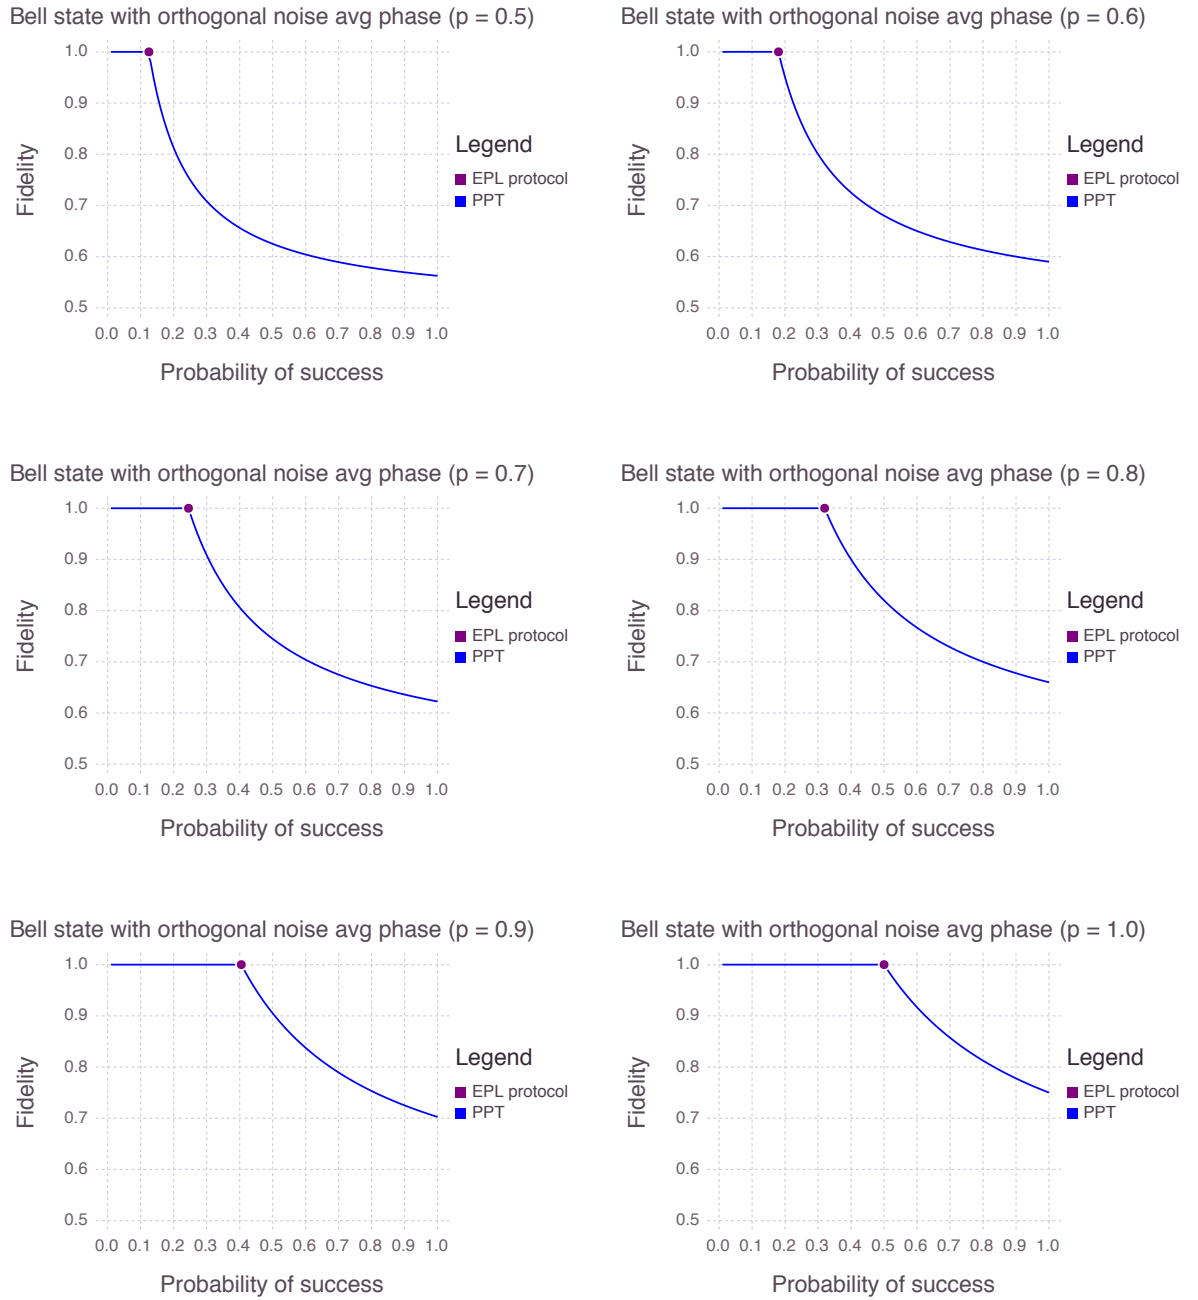 Bell state with orthogonal noise avg phase (p = 0.5)
1.0
0.9
0.8
0.7
0.6
0.5
Fidelity
0.0 0.1 0.2 0.3 0.4 0.5 0.6 0.7 0.8 0.9 1.0
Probability of success
Legend
EPL protocol
PPT
Bell state with orthogonal noise avg phase (p = 0.6)
1.0
0.9
0.8
0.7
0.6
0.5
Fidelity
0.0 0.1 0.2 0.3 0.4 0.5 0.6 0.7 0.8 0.9 1.0
Probability of success
Legend
EPL protocol
PPT
Bell state with orthogonal noise avg phase (p = 0.7)
1.0
0.9
0.8
0.7
0.6
0.5
Fidelity
0.0 0.1 0.2 0.3 0.4 0.5 0.6 0.7 0.8 0.9 1.0
Probability of success
Legend
EPL protocol
PPT
Bell state with orthogonal noise avg phase (p = 0.8)
1.0
0.9
0.8
0.7
0.6
0.5
Fidelity
0.0 0.1 0.2 0.3 0.4 0.5 0.6 0.7 0.8 0.9 1.0
Probability of success
Legend
EPL protocol
PPT
Bell state with orthogonal noise avg phase (p = 0.9)
1.0
0.9
0.8
0.7
0.6
0.5
Fidelity
0.0 0.1 0.2 0.3 0.4 0.5 0.6 0.7 0.8 0.9 1.0
Probability of success
Legend
EPL protocol
PPT
Bell state with orthogonal noise avg phase (p = 1.0)
1.0
0.9
0.8
0.7
0.6
0.5
Fidelity
0.0 0.1 0.2 0.3 0.4 0.5 0.6 0.7 0.8 0.9 1.0
Probability of success
Legend
EPL protocol
PPT